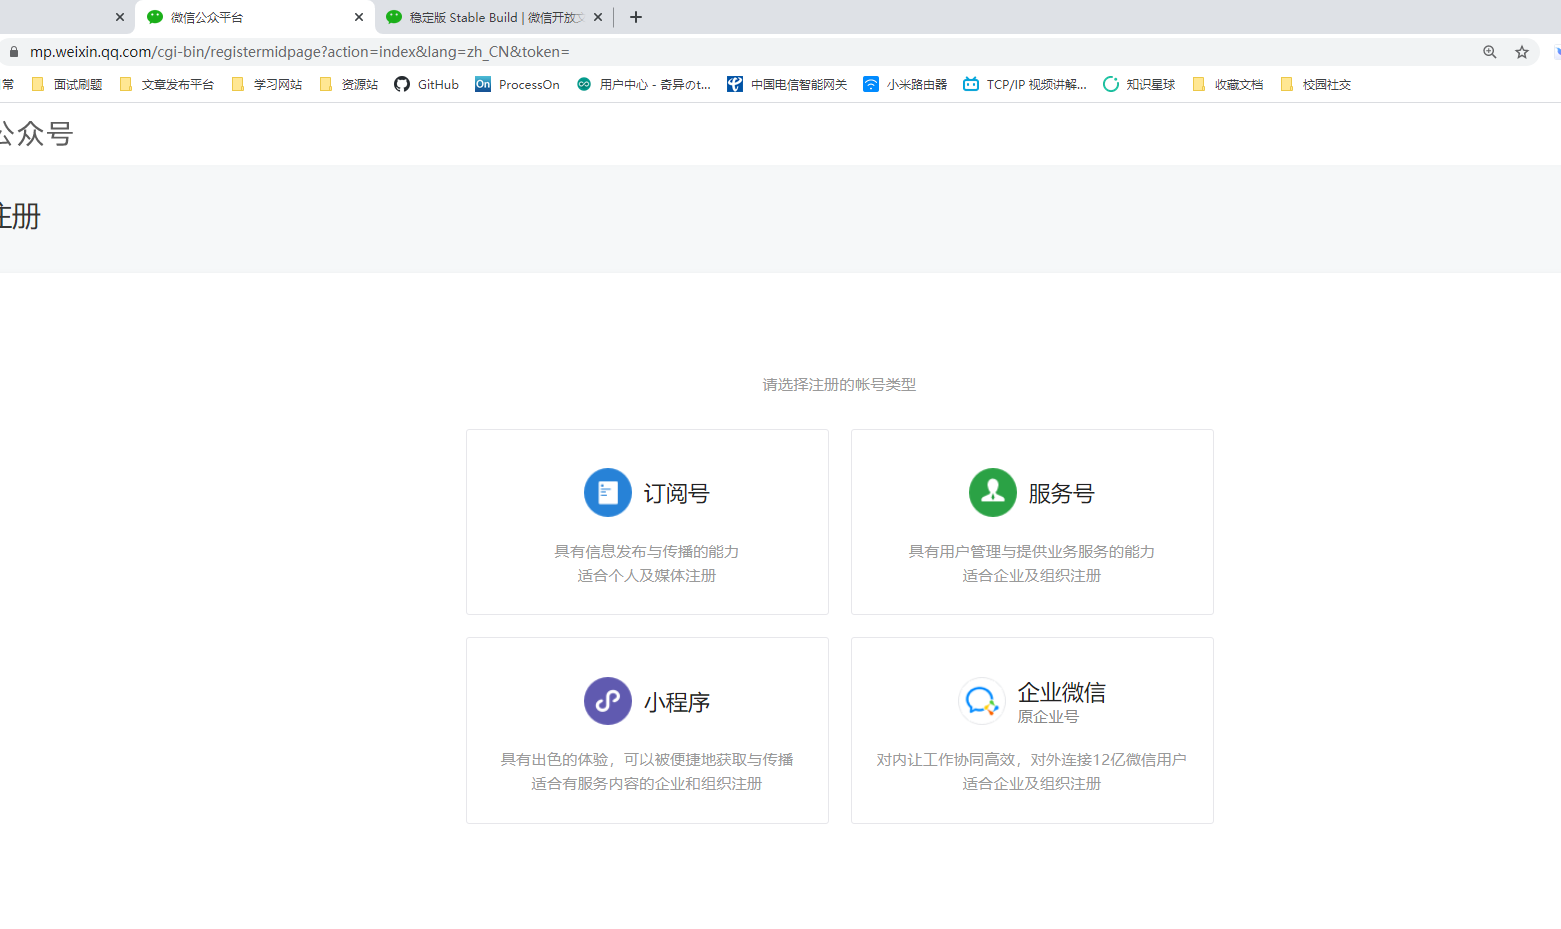 微信公众平台
稳定版 Stable Build | 微信开放文
mp.weixin.qq.com/cgi-bin/registermidpage?action=index&lang=zh_CN&token=
常 面试刷题 文章发布平台 学习网站 资源站 GitHub On ProcessOn 用户中心 - 奇异のt... 中国电信智能网关 小米路由器 TCP/IP 视频讲解... 知识星球 收藏文档 校园社交
公众号
注册
请选择注册的帐号类型
订阅号
具有信息发布与传播的能力
适合个人及媒体注册
服务号
具有用户管理与提供业务服务的能力
适合企业及组织注册
小程序
具有出色的体验，可以被便捷地获取与传播
适合有服务内容的企业和组织注册
企业微信
原企业号
对内让工作协同高效，对外连接12亿微信用户
适合企业及组织注册